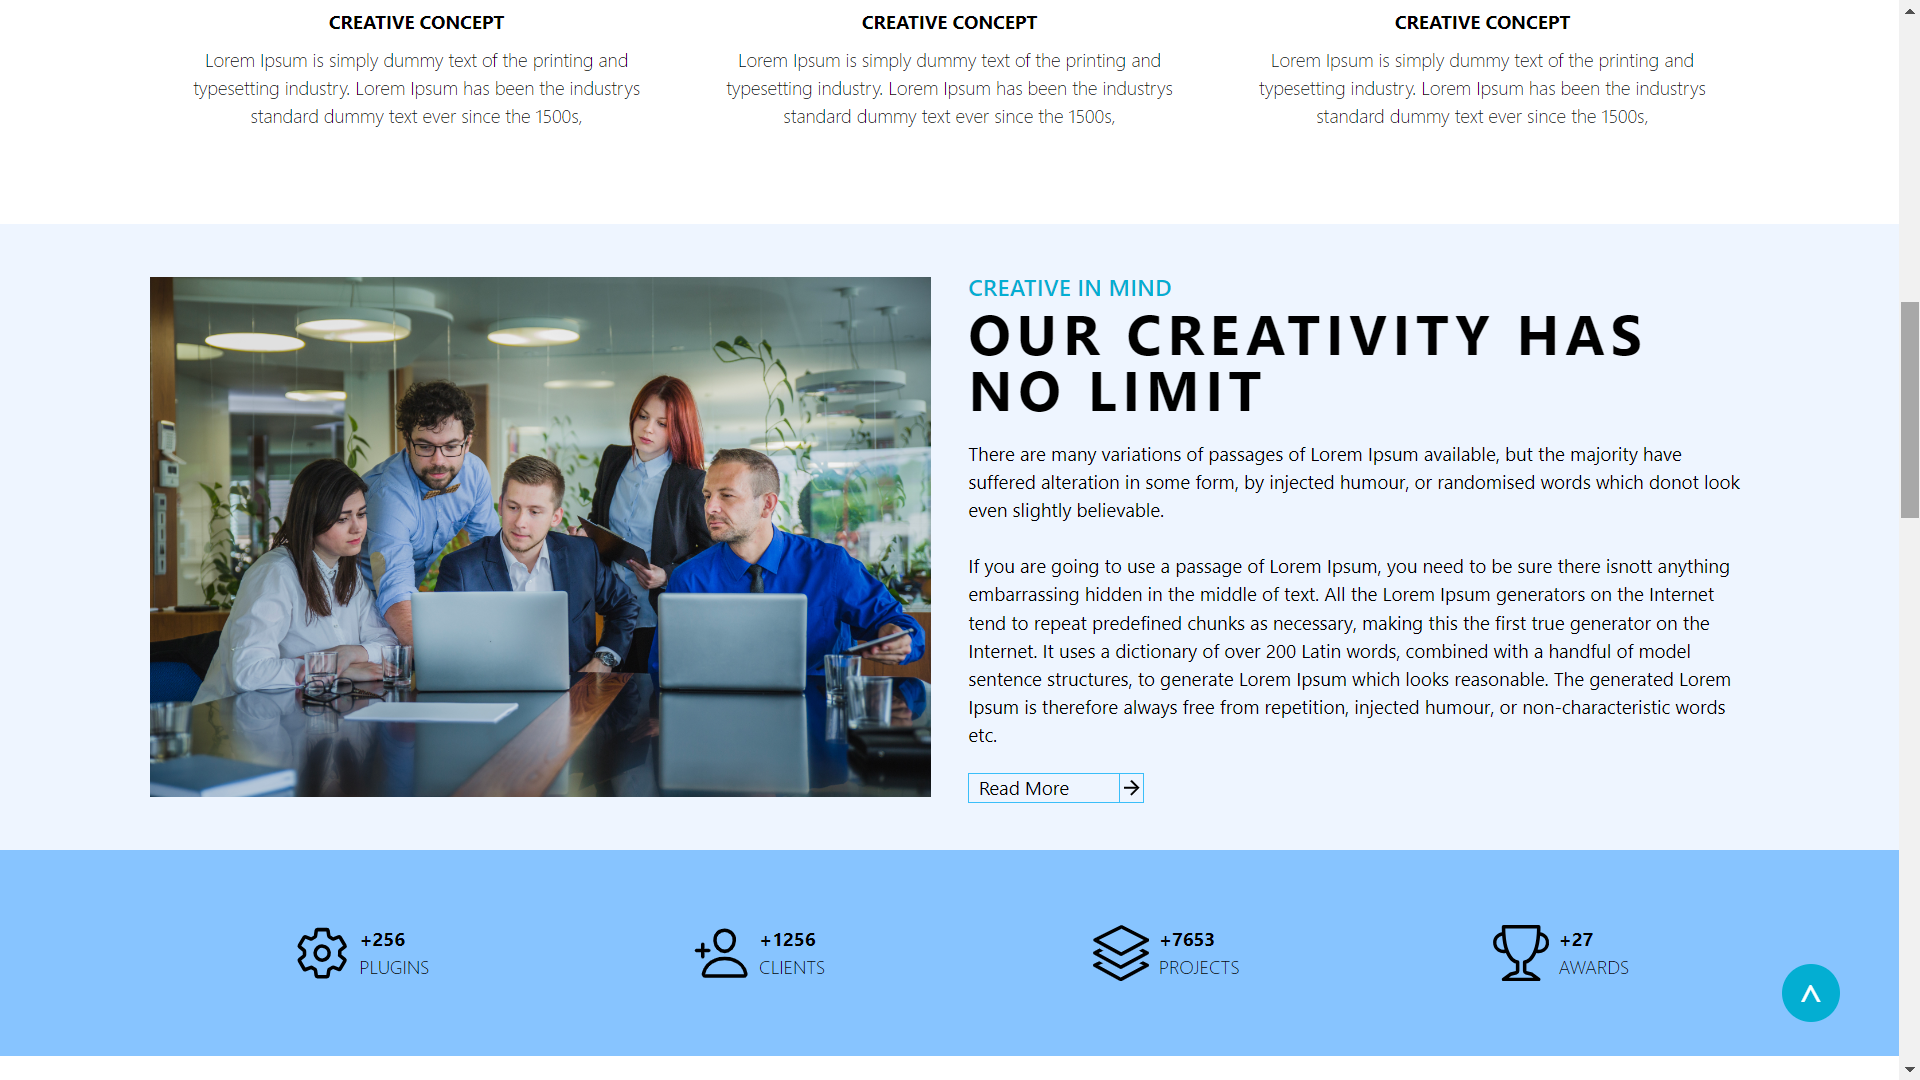 CREATIVE CONCEPT
Lorem Ipsum is simply dummy text of the printing and
typesetting industry. Lorem Ipsum has been the industrys
standard dummy text ever since the 1500s,
CREATIVE CONCEPT
Lorem Ipsum is simply dummy text of the printing and
typesetting industry. Lorem Ipsum has been the industrys
standard dummy text ever since the 1500s,
CREATIVE CONCEPT
Lorem Ipsum is simply dummy text of the printing and
typesetting industry. Lorem Ipsum has been the industrys
standard dummy text ever since the 1500s,
CREATIVE IN MIND
OUR CREATIVITY HAS
NO LIMIT
There are many variations of passages of Lorem Ipsum available, but the majority have
suffered alteration in some form, by injected humour, or randomised words which donot look
even slightly believable.
If you are going to use a passage of Lorem Ipsum, you need to be sure there isnott anything
embarrassing hidden in the middle of text. All the Lorem Ipsum generators on the Internet
tend to repeat predefined chunks as necessary, making this the first true generator on the
Internet. It uses a dictionary of over 200 Latin words, combined with a handful of model
sentence structures, to generate Lorem Ipsum which looks reasonable. The generated Lorem
Ipsum is therefore always free from repetition, injected humour, or non-characteristic words
etc.
Read More
+256
PLUGINS
+1256
CLIENTS
+7653
PROJECTS
+27
AWARDS